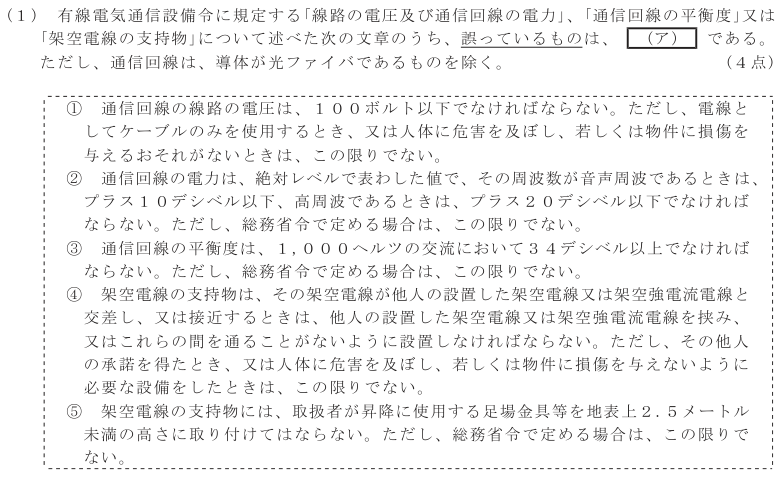 (１) 有線電気通信設備令に規定する「線路の電圧及び通信回線の電力」、「通信回線の平衡度」又は
「架空電線の支持物」について述べた次の文章のうち、誤っているものは、 (ア) である。
ただし、通信回線は、導体が光ファイバであるものを除く。 (４点)
① 通信回線の線路の電圧は、１００ボルト以下でなければならない。ただし、電線と
してケーブルのみを使用するとき、又は人体に危害を及ぼし、若しくは物件に損傷を
与えるおそれがないときは、この限りでない。
② 通信回線の電力は、絶対レベルで表わした値で、その周波数が音声周波であるときは、
プラス１０デシベル以下、高周波であるときは、プラス２０デシベル以下でなければ
ならない。ただし、総務省令で定める場合は、この限りでない。
③ 通信回線の平衡度は、１,０００ヘルツの交流において３４デシベル以上でなければ
ならない。ただし、総務省令で定める場合は、この限りでない。
④ 架空電線の支持物は、その架空電線が他人の設置した架空電線又は架空強電流電線と
交差し、又は接近するときは、他人の設置した架空電線又は架空強電流電線を挟み、
又はこれらの間を通ることがないように設置しなければならない。ただし、その他人
の承諾を得たとき、又は人体に危害を及ぼし、若しくは物件に損傷を与えないように
必要な設備をしたときは、この限りでない。
⑤ 架空電線の支持物には、取扱者が昇降に使用する足場金具等を地表上２.５メートル
未満の高さに取り付けてはならない。ただし、総務省令で定める場合は、この限りで
ない。